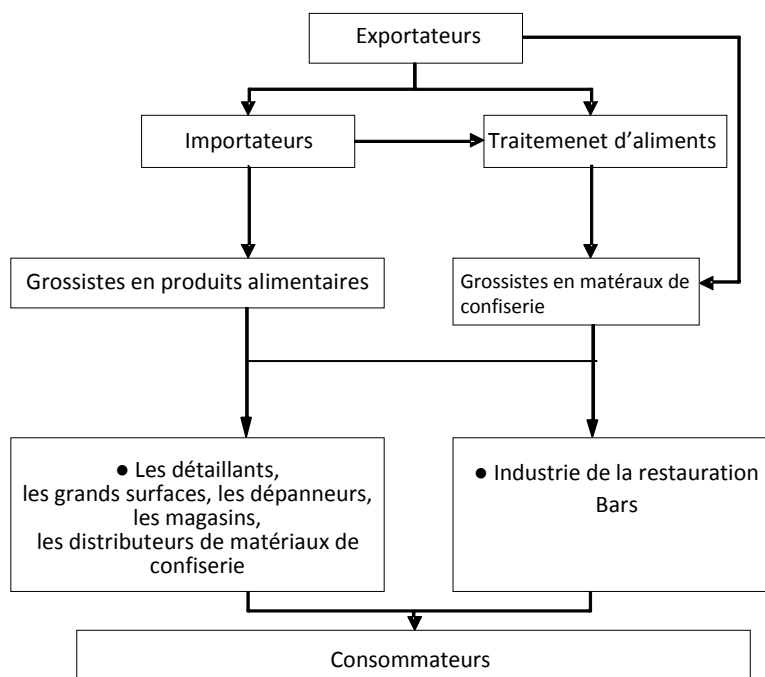 Exportateurs
Importateurs
Traitemenet d’aliments
Grossistes en produits alimentaires
Grossistes en matéraux de
confiserie
● Les détaillants,
les grands surfaces, les dépanneurs,
les magasins,
les distributeurs de matériaux de
confiserie
● Industrie de la restauration
Bars
Consommateurs